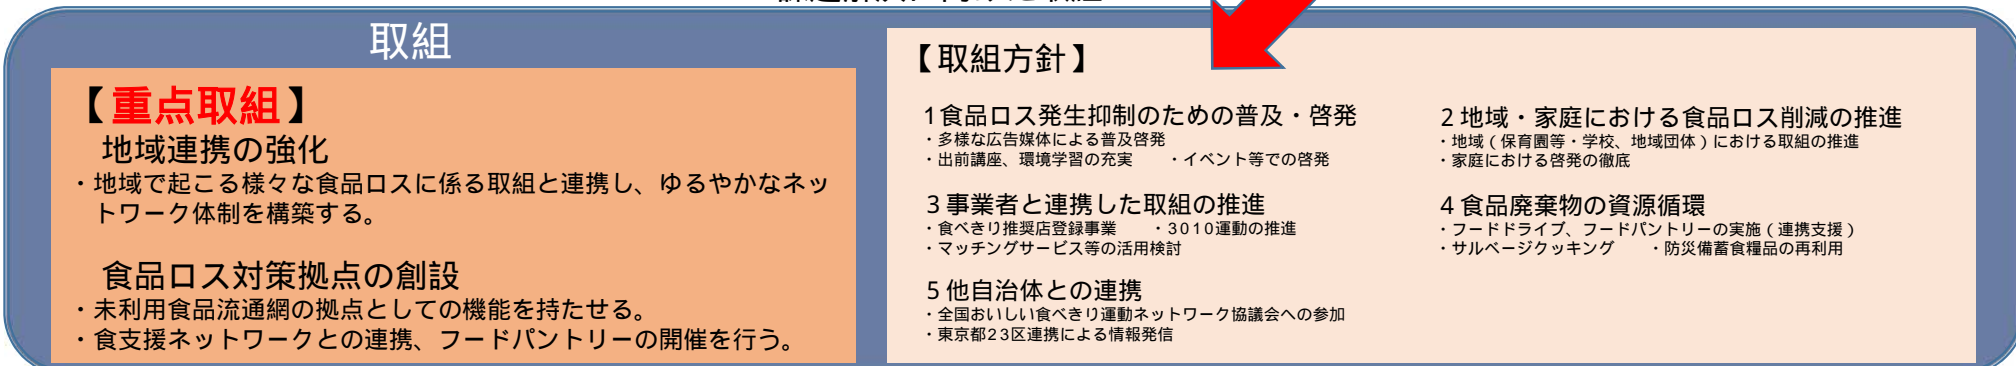 取組
【重点取組】
地域連携の強化
・地域で起こる様々な食品ロスに係る取組と連携し、ゆるやかなネッ
トワーク体制を構築する。
食品ロス対策拠点の創設
・未利用食品流通網の拠点としての機能を持たせる。
・食支援ネットワークとの連携、フードパントリーの開催を行う。
【取組方針】
1食品ロス発生抑制のための普及・啓発
・多様な広告媒体による普及啓発
・出前講座、環境学習の充実　・イベント等での啓発
2地域・家庭における食品ロス削減の推進
・地域（保育園等・学校、地域団体）における取組の推進
・家庭における啓発の徹底
3事業者と連携した取組の推進
・食べきり推奨店登録事業　・3010運動の推進
・マッチングサービス等の活用検討
4食品廃棄物の資源循環
・フードドライブ、フードパントリーの実施（連携支援）
・サルベージクッキング　・防災備蓄食糧品の再利用
5他自治体との連携
・全国おいしい食べきり運動ネットワーク協議会への参加
・東京都23区連携による情報発信